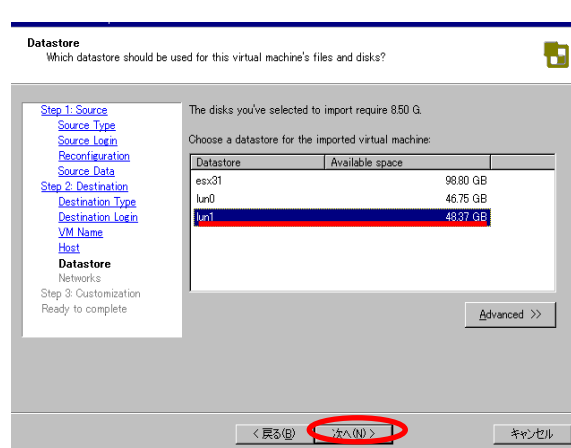 Datastore
Which datastore should be used for this virtual machine's files and disks?
Step 1: Source
Source Type
Source Login
Reconfiguration
Source Data
Step 2: Destination
Destination Type
Destination Login
VM Name
Host
Datastore
Networks
Step 3: Customization
Ready to complete
The disks you've selected to import require 8.50 G.
Choose a datastore for the imported virtual machine:
Datastore Available space
esx31 98.80 GB
lun0 46.75 GB
lun1 48.37 GB
Advanced >>
< 戻る(B) 次へ(N) > キャンセル